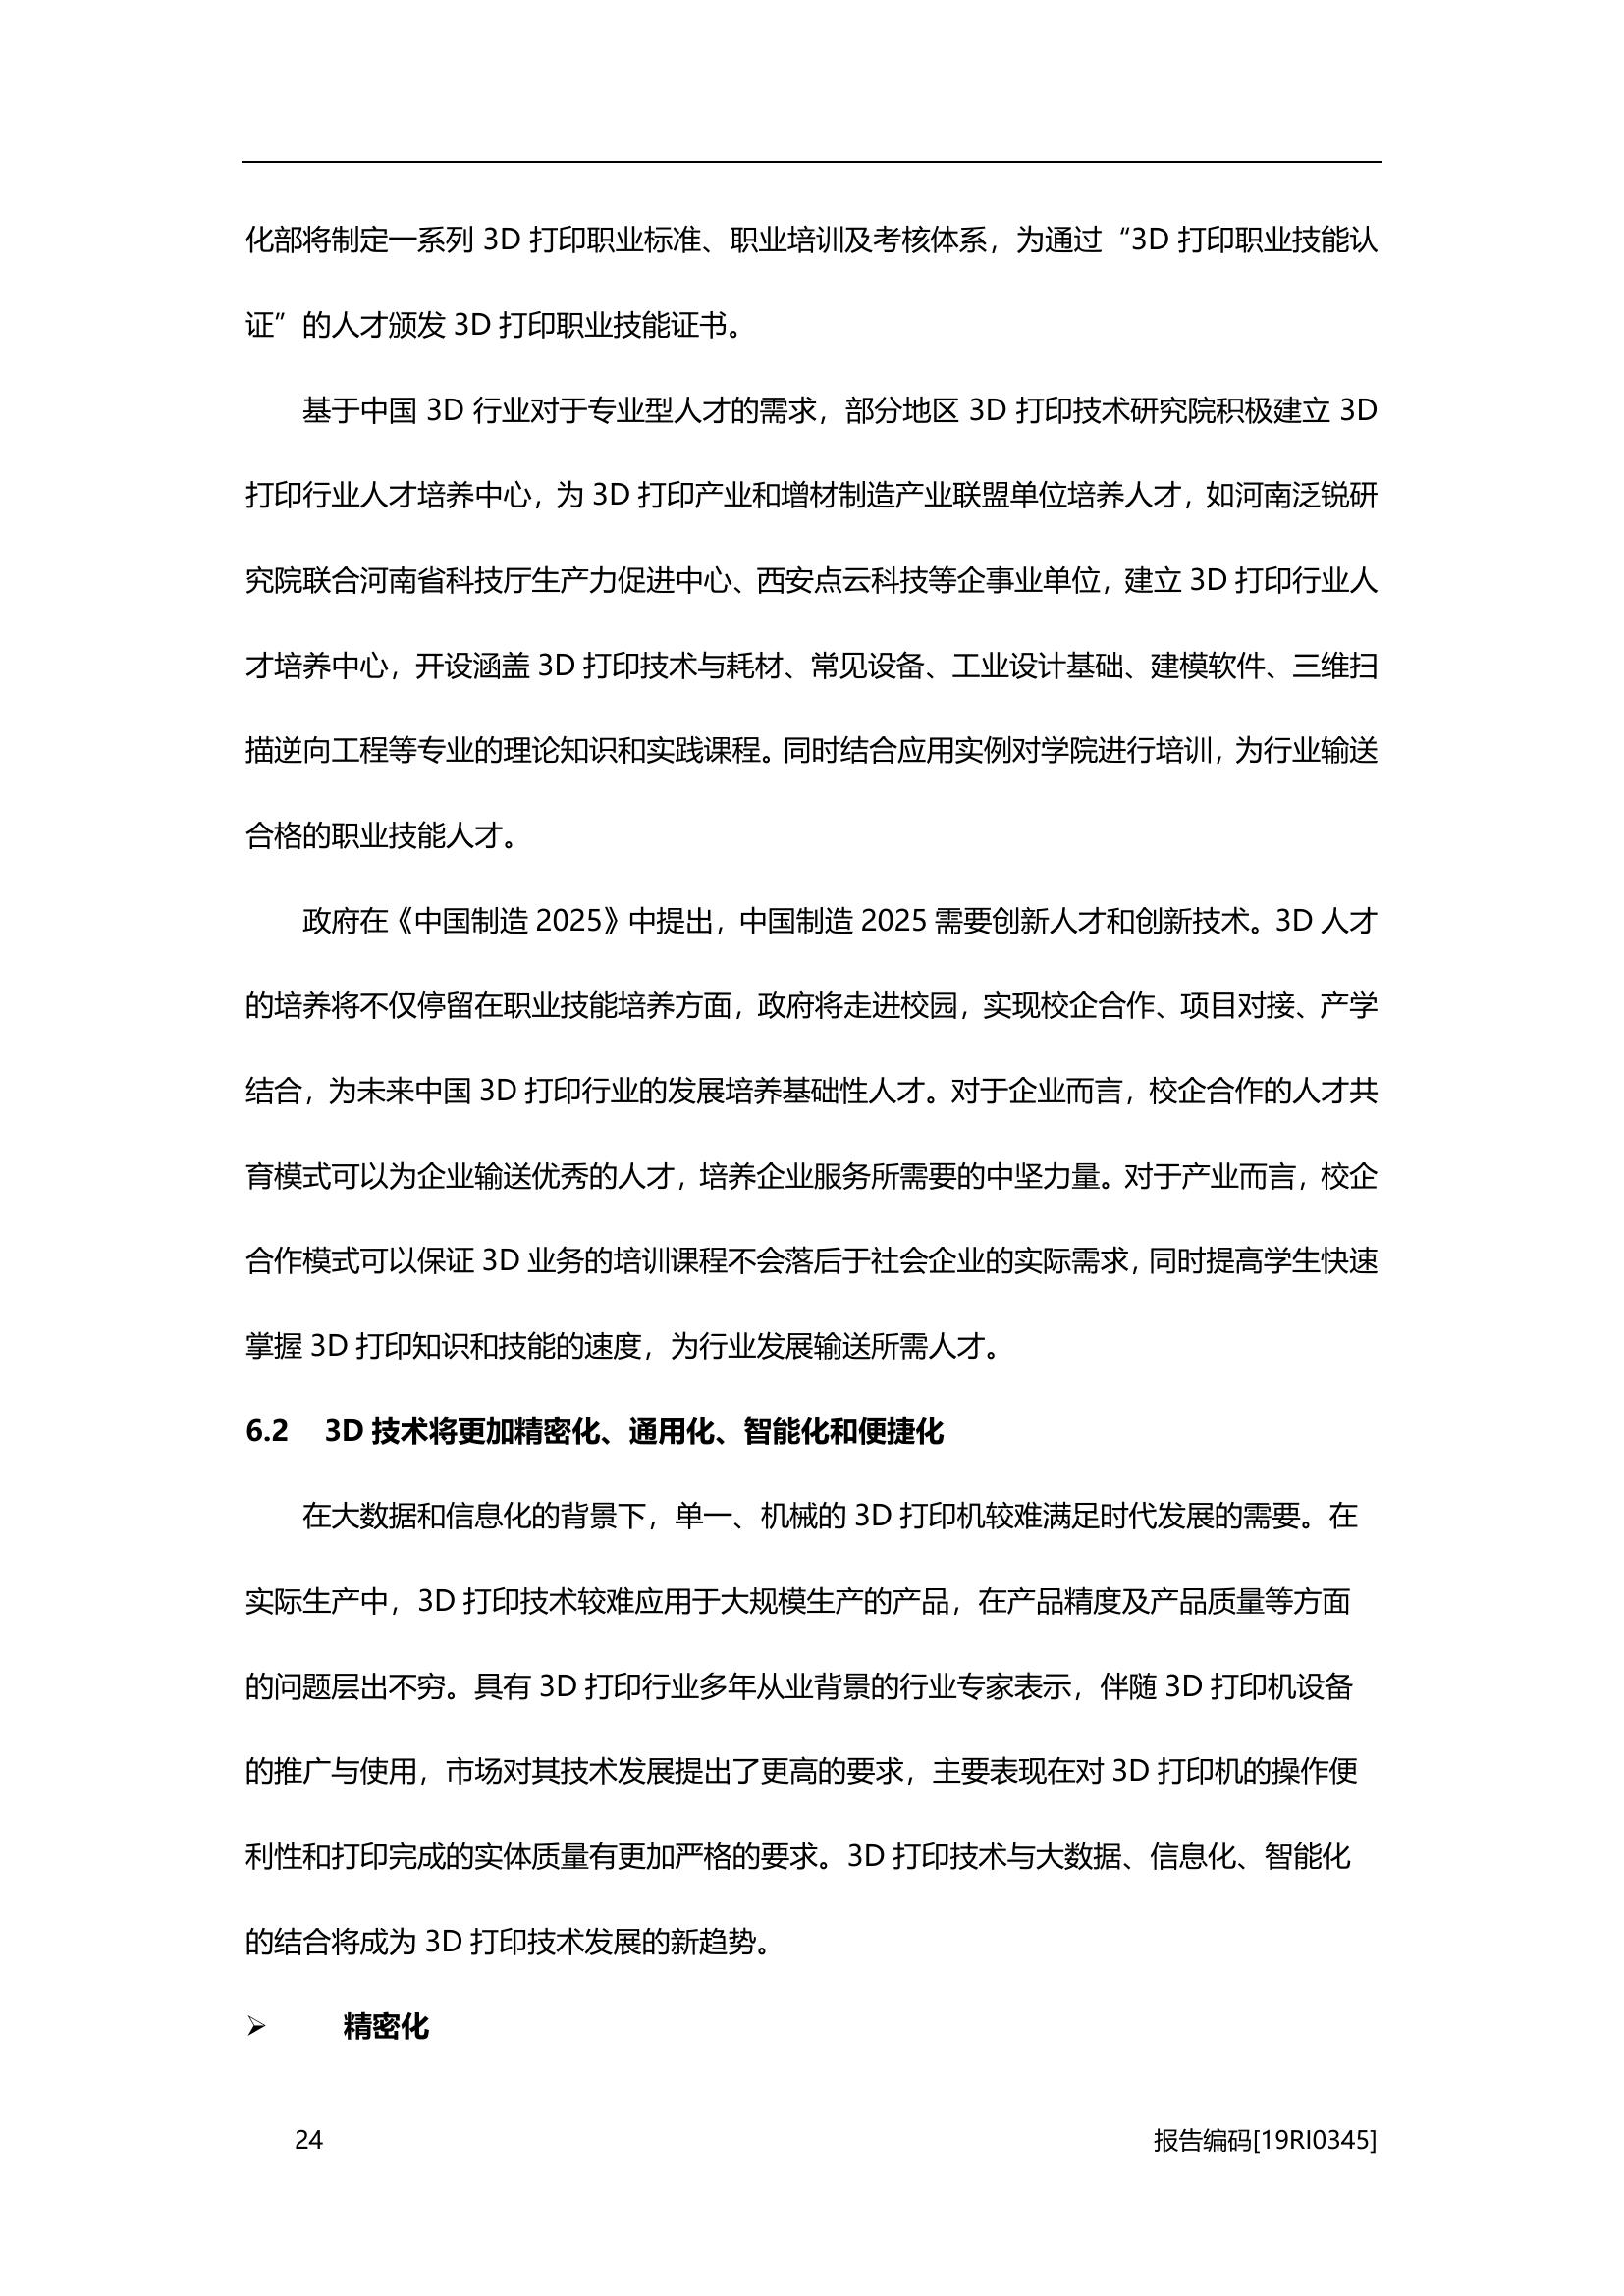 化部将制定一系列 3D 打印职业标准、职业培训及考核体系，为通过“3D 打印职业技能认
证”的人才颁发 3D 打印职业技能证书。
基于中国 3D 行业对于专业型人才的需求，部分地区 3D 打印技术研究院积极建立 3D
打印行业人才培养中心，为 3D 打印产业和增材制造产业联盟单位培养人才，如河南泛锐研
究院联合河南省科技厅生产力促进中心、西安点云科技等企事业单位，建立 3D 打印行业人
才培养中心，开设涵盖 3D 打印技术与耗材、常见设备、工业设计基础、建模软件、三维扫
描逆向工程等专业的理论知识和实践课程。同时结合应用实例对学院进行培训，为行业输送
合格的职业技能人才。
政府在《中国制造 2025》中提出，中国制造 2025 需要创新人才和创新技术。3D 人才
的培养将不仅停留在职业技能培养方面，政府将走进校园，实现校企合作、项目对接、产学
结合，为未来中国 3D 打印行业的发展培养基础性人才。对于企业而言，校企合作的人才共
育模式可以为企业输送优秀的人才，培养企业服务所需要的中坚力量。对于产业而言，校企
合作模式可以保证 3D 业务的培训课程不会落后于社会企业的实际需求，同时提高学生快速
掌握 3D 打印知识和技能的速度，为行业发展输送所需人才。
6.2 3D 技术将更加精密化、通用化、智能化和便捷化
在大数据和信息化的背景下，单一、机械的 3D 打印机较难满足时代发展的需要。在
实际生产中，3D 打印技术较难应用于大规模生产的产品，在产品精度及产品质量等方面
的问题层出不穷。具有 3D 打印行业多年从业背景的行业专家表示，伴随 3D 打印机设备
的推广与使用，市场对其技术发展提出了更高的要求，主要表现在对 3D 打印机的操作便
利性和打印完成的实体质量有更加严格的要求。3D 打印技术与大数据、信息化、智能化
的结合将成为 3D 打印技术发展的新趋势。
➢ 精密化
24 报告编码[19RI0345]